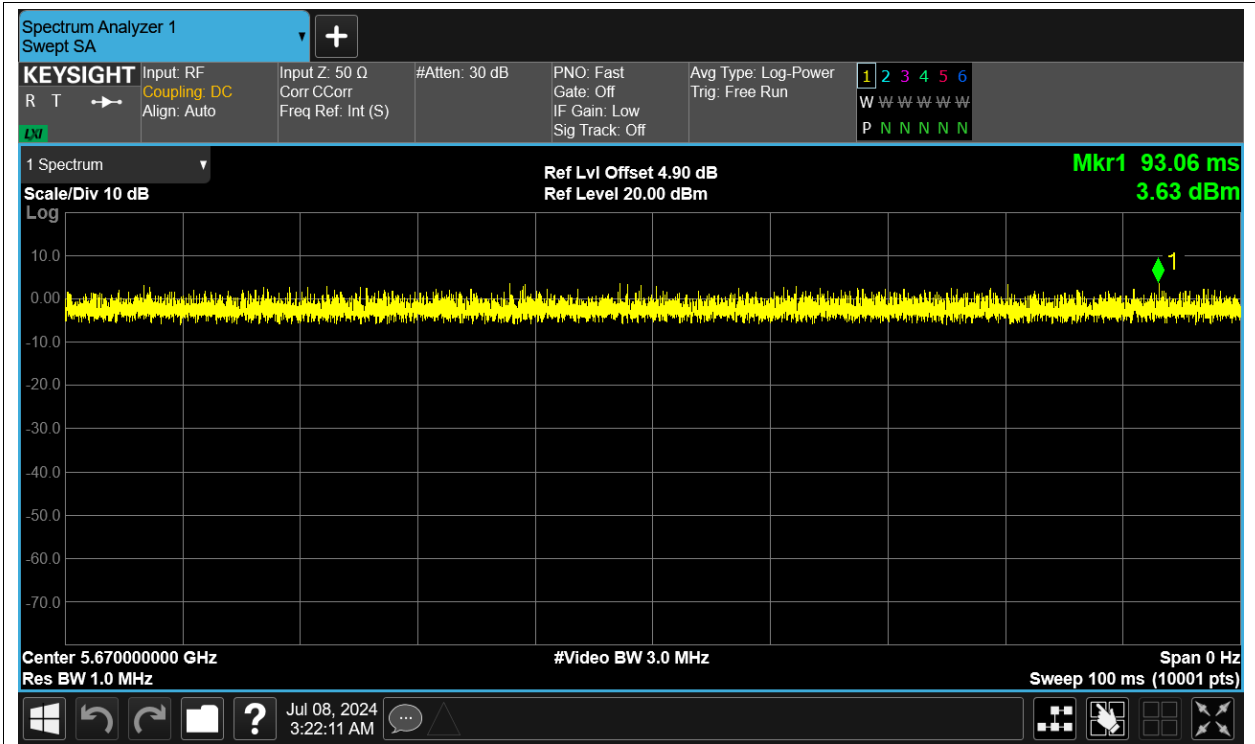 Spectrum Analyzer 1
Swept SA
+
KEYSIGHT
R T
LXI
Input: RF
Coupling: DC
Align: Auto
Input Z: 50 Ω
Corr CCorr
Freq Ref: Int (S)
#Atten: 30 dB
PNO: Fast
Gate: Off
IF Gain: Low
Sig Track: Off
Avg Type: Log-Power
Trig: Free Run
1 2 3 4 5 6
W W W W W W
P N N N N N
1 Spectrum
Scale/Div 10 dB
Log
Ref Lvl Offset 4.90 dB
Ref Level 20.00 dBm
Mkr1 93.06 ms
3.63 dBm
1
10.0
0.00
-10.0
-20.0
-30.0
-40.0
-50.0
-60.0
-70.0
Center 5.670000000 GHz
Res BW 1.0 MHz
#Video BW 3.0 MHz
Span 0 Hz
Sweep 100 ms (10001 pts)
?
Jul 08, 2024
3:22:11 AM